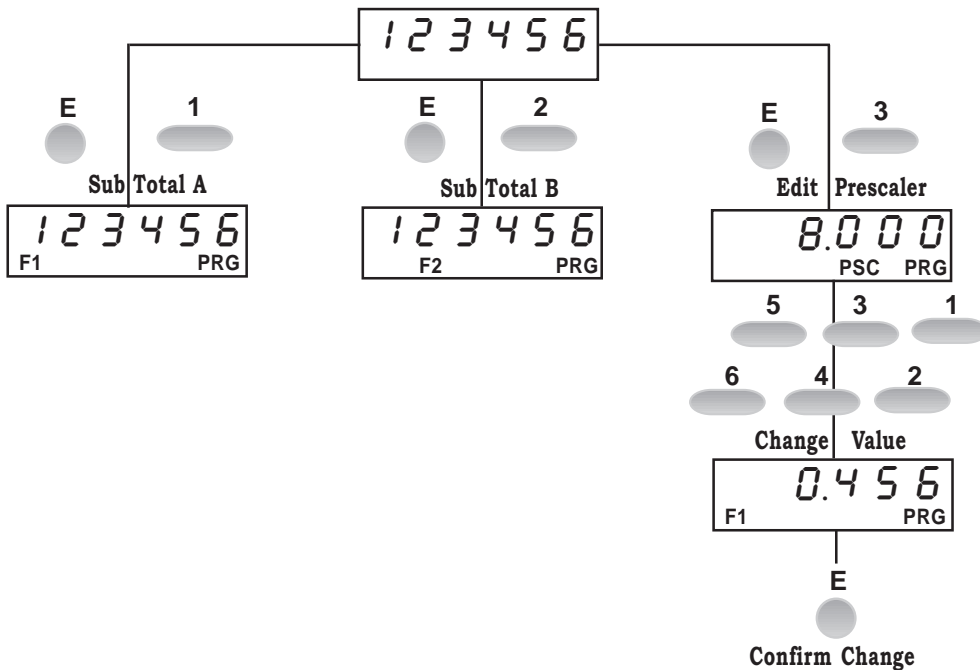 123456
E 1
E 2
E 3
Sub Total A
Sub Total B
Edit Prescaler
123456
F1 PRG
123456
F2 PRG
8.000
PSC PRG
5 3 1
6 4 2
Change Value
0.456
F1 PRG
E
Confirm Change